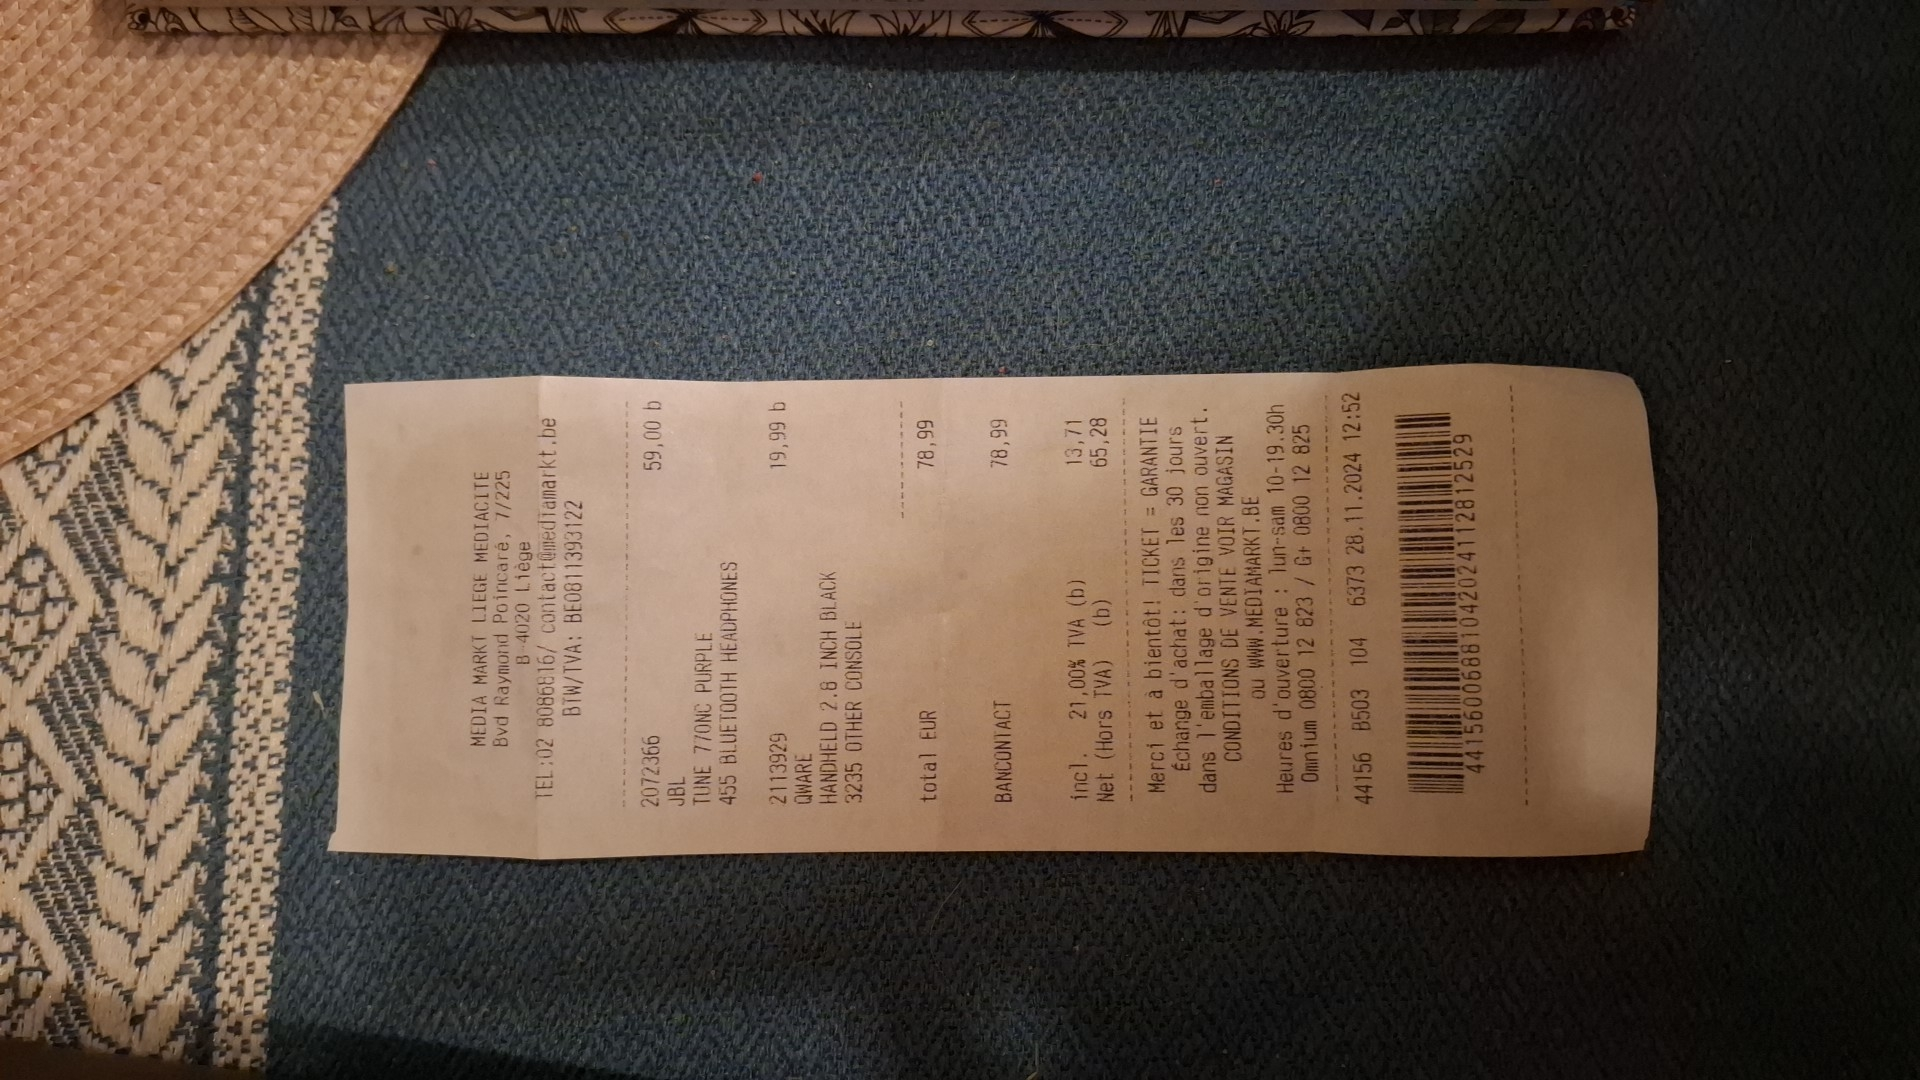 MEDIA MARKT LIEGE MEDIACITE
Bvd Raymond Poincaré, 7/225
B-4020 Liège
TEL:02 8086816/ contact@mediamarkt.be
BTW/TVA: BE0811393122
2072366 59,00 b
JBL
TUNE 770NC PURPLE
455 BLUETOOTH HEADPHONES
2113929 19,99 b
QWARE
HANDHELD 2.8 INCH BLACK
3235 OTHER CONSOLE
total EUR 78,99
BANCONTACT 78,99
incl. 21,00% TVA (b) 13,71
Net (Hors TVA) (b) 65,28
Merci et à bientôt! TICKET = GARANTIE
Échange d'achat: dans les 30 jours
dans l'emballage d'origine non ouvert.
CONDITIONS DE VENTE VOIR MAGASIN
ou WWW.MEDIAMARKT.BE
Heures d'ouverture : lun-sam 10-19.30h
Omnium 0800 12 823 / G+ 0800 12 825
44156 B503 104 6373 28.11.2024 12:52
4415600688104202411281252​9